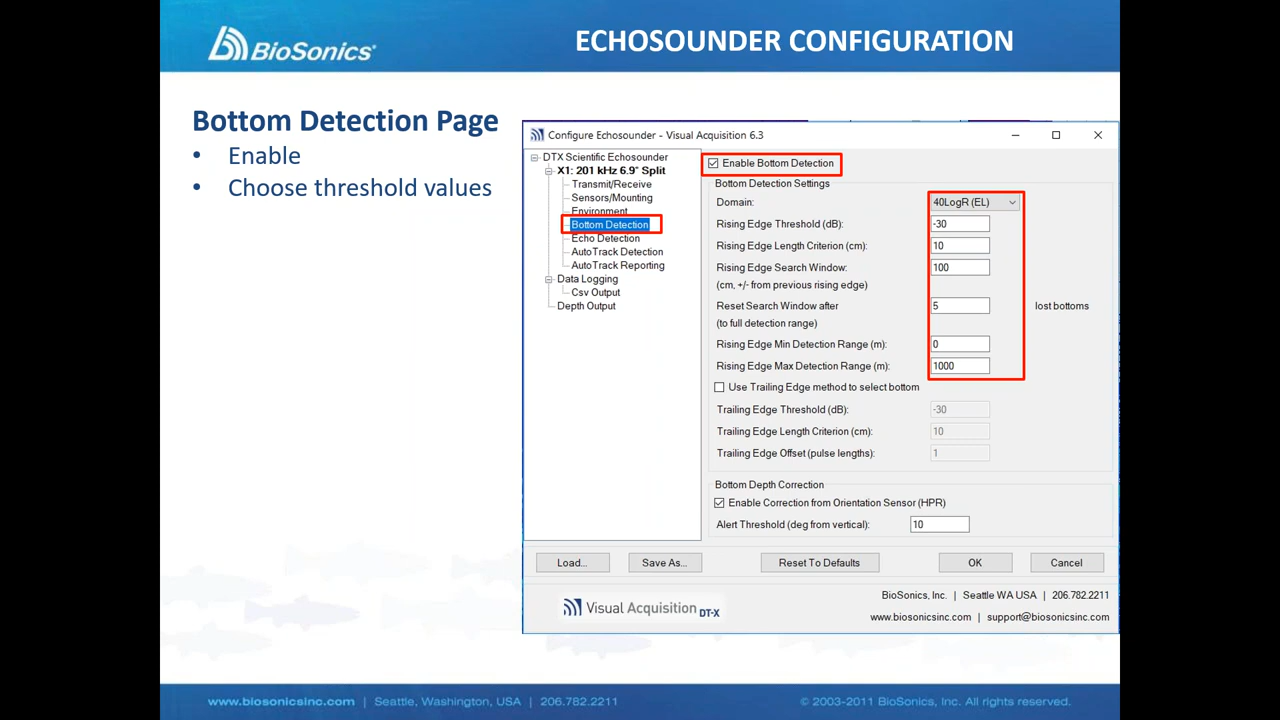 BioSonics
ECHOSOUNDER CONFIGURATION
Bottom Detection Page
• Enable
• Choose threshold values
Configure Echosounder - Visual Acquisition 6.3
DTX Scientific Echosounder
X1: 201 kHz 6.9° Split
Transmit/Receive
Sensors/Mounting
Environment
Bottom Detection
Echo Detection
AutoTrack Detection
AutoTrack Reporting
Data Logging
Csv Output
Depth Output
Enable Bottom Detection
Bottom Detection Settings
Domain: 40LogR (EL)
Rising Edge Threshold (dB): -30
Rising Edge Length Criterion (cm): 10
Rising Edge Search Window: 100
(cm, +/- from previous rising edge)
Reset Search Window after 5 lost bottoms
(to full detection range)
Rising Edge Min Detection Range (m): 0
Rising Edge Max Detection Range (m): 1000
Use Trailing Edge method to select bottom
Trailing Edge Threshold (dB): -30
Trailing Edge Length Criterion (cm): 10
Trailing Edge Offset (pulse lengths): 1
Bottom Depth Correction
Enable Correction from Orientation Sensor (HPR)
Alert Threshold (deg from vertical): 10
Load... Save As... Reset To Defaults OK Cancel
Visual Acquisition DT-X
BioSonics, Inc. | Seattle WA USA | 206.782.2211
www.biosonicsinc.com | support@biosonicsinc.com
www.biosonicsinc.com | Seattle, Washington, USA | 206.782.2211
© 2003-2011 BioSonics, Inc. All rights reserved.